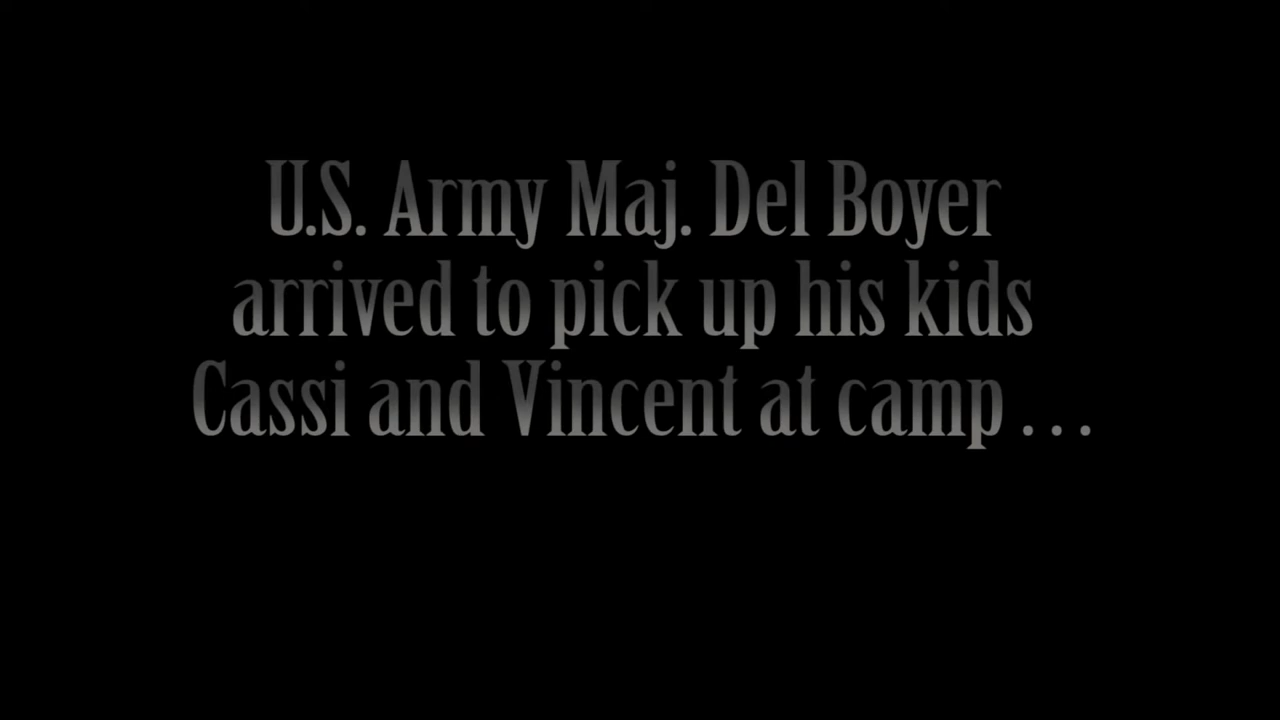 U.S. Army Maj. Del Boyer
arrived to pick up his kids
Cassi and Vincent at camp . . .